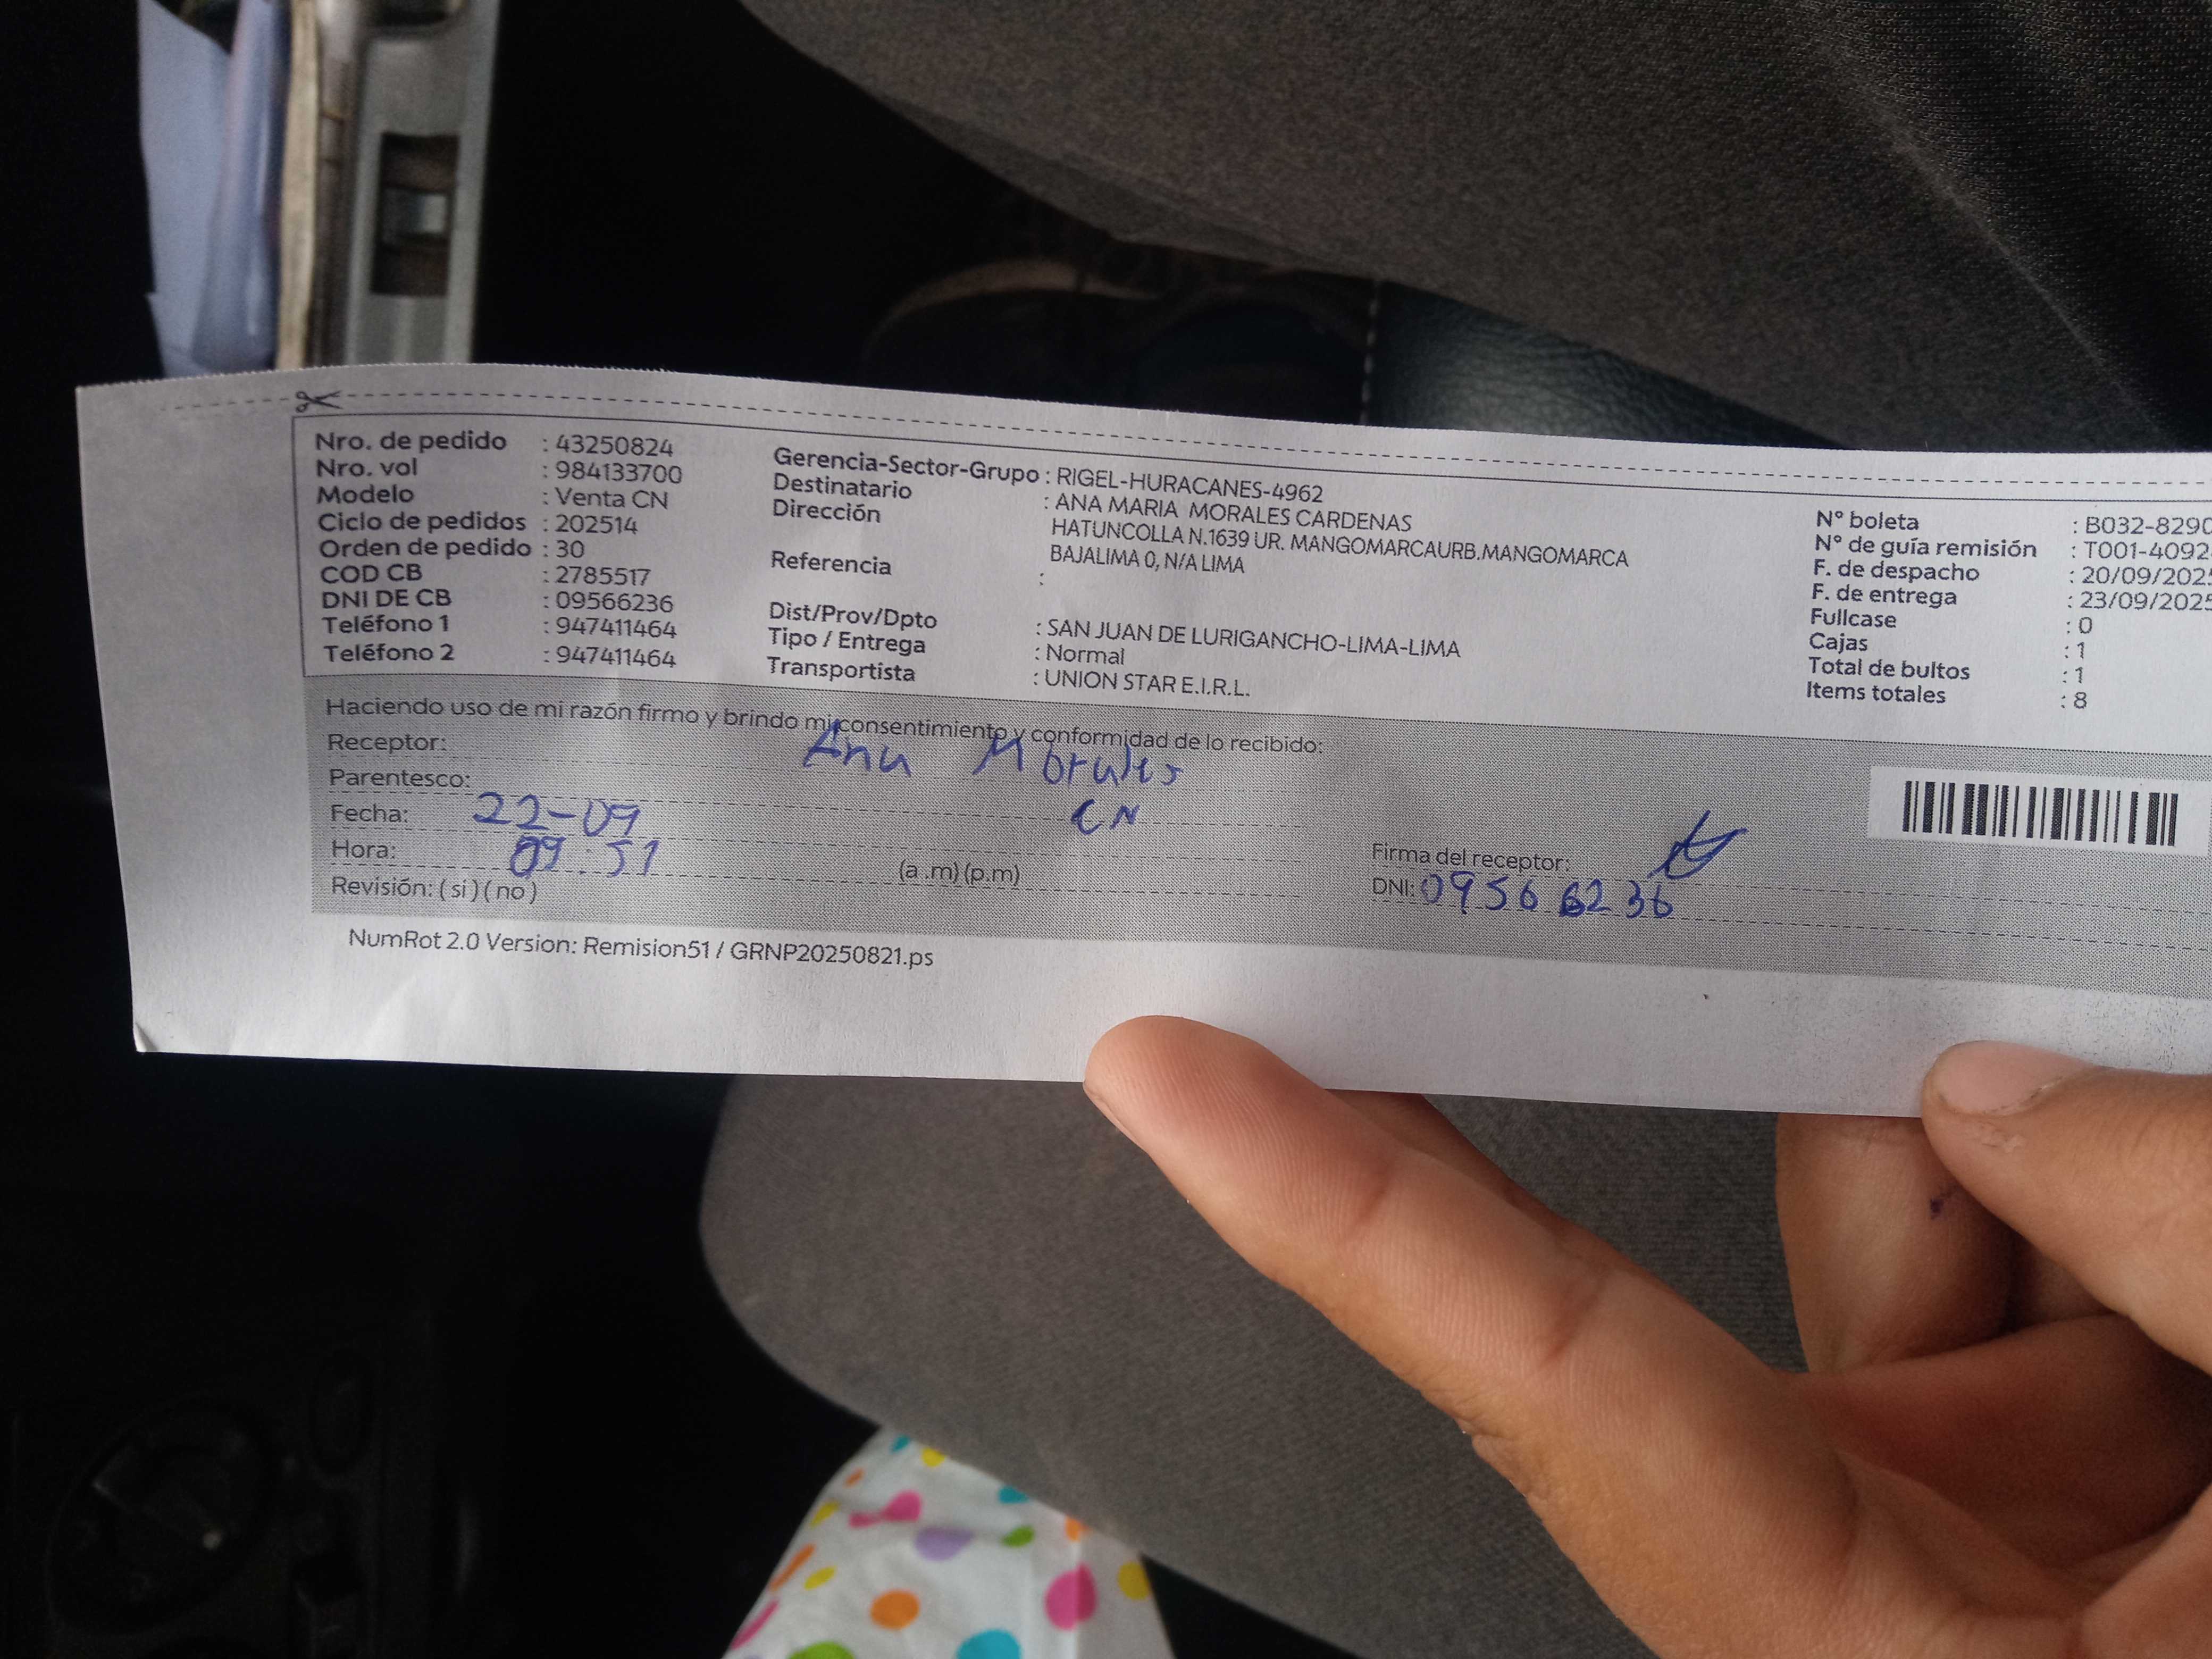 Nro. de pedido : 43250824
Nro. vol : 984133700
Modelo : Venta CN
Ciclo de pedidos : 202514
Orden de pedido : 30
COD CB : 2785517
DNI DE CB : 09566236
Teléfono 1 : 947411464
Teléfono 2 : 947411464
Gerencia-Sector-Grupo : RIGEL-HURACANES-4962
Destinatario : ANA MARIA MORALES CARDENAS
Dirección HATUNCOLLA N.1639 UR. MANGOMARCAURB.MANGOMARCA
BAJALIMA 0, N/A LIMA
Referencia :
Dist/Prov/Dpto : SAN JUAN DE LURIGANCHO-LIMA-LIMA
Tipo / Entrega : Normal
Transportista : UNION STAR E.I.R.L.
N° boleta : B032-8290
N° de guía remisión : T001-4092
F. de despacho : 20/09/202
F. de entrega : 23/09/2025
Fullcase : 0
Cajas : 1
Total de bultos : 1
Items totales : 8
Haciendo uso de mi razón firmo y brindo mi consentimiento y conformidad de lo recibido:
Receptor: Ana Morales
Parentesco: CN
Fecha: 22-09
Hora: 09:51 (a .m) (p.m)
Revisión: ( si ) ( no )
Firma del receptor:
DNI: 09566236
NumRot 2.0 Version: Remision51 / GRNP20250821.ps